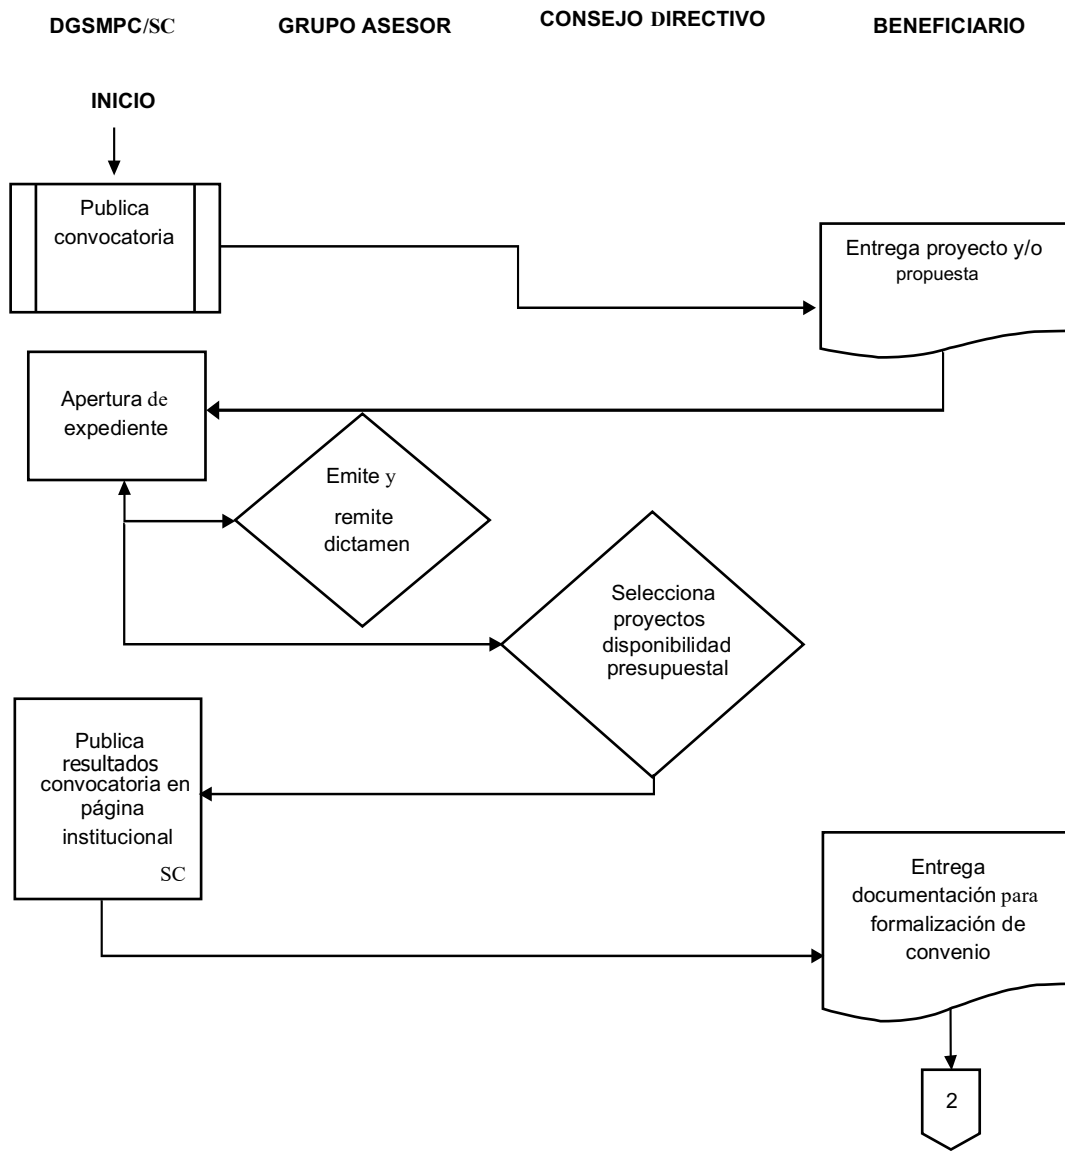 DGSMPC/SC GRUPO ASESOR CONSEJO DIRECTIVO BENEFICIARIO
INICIO
Publica
convocatoria
Entrega proyecto y/o
propuesta
Apertura de
expediente
Emite y
remite
dictamen
Selecciona
proyectos
disponibilidad
presupuestal
Publica
resultados
convocatoria en
página
institucional
SC
Entrega
documentación para
formalización de
convenio
2